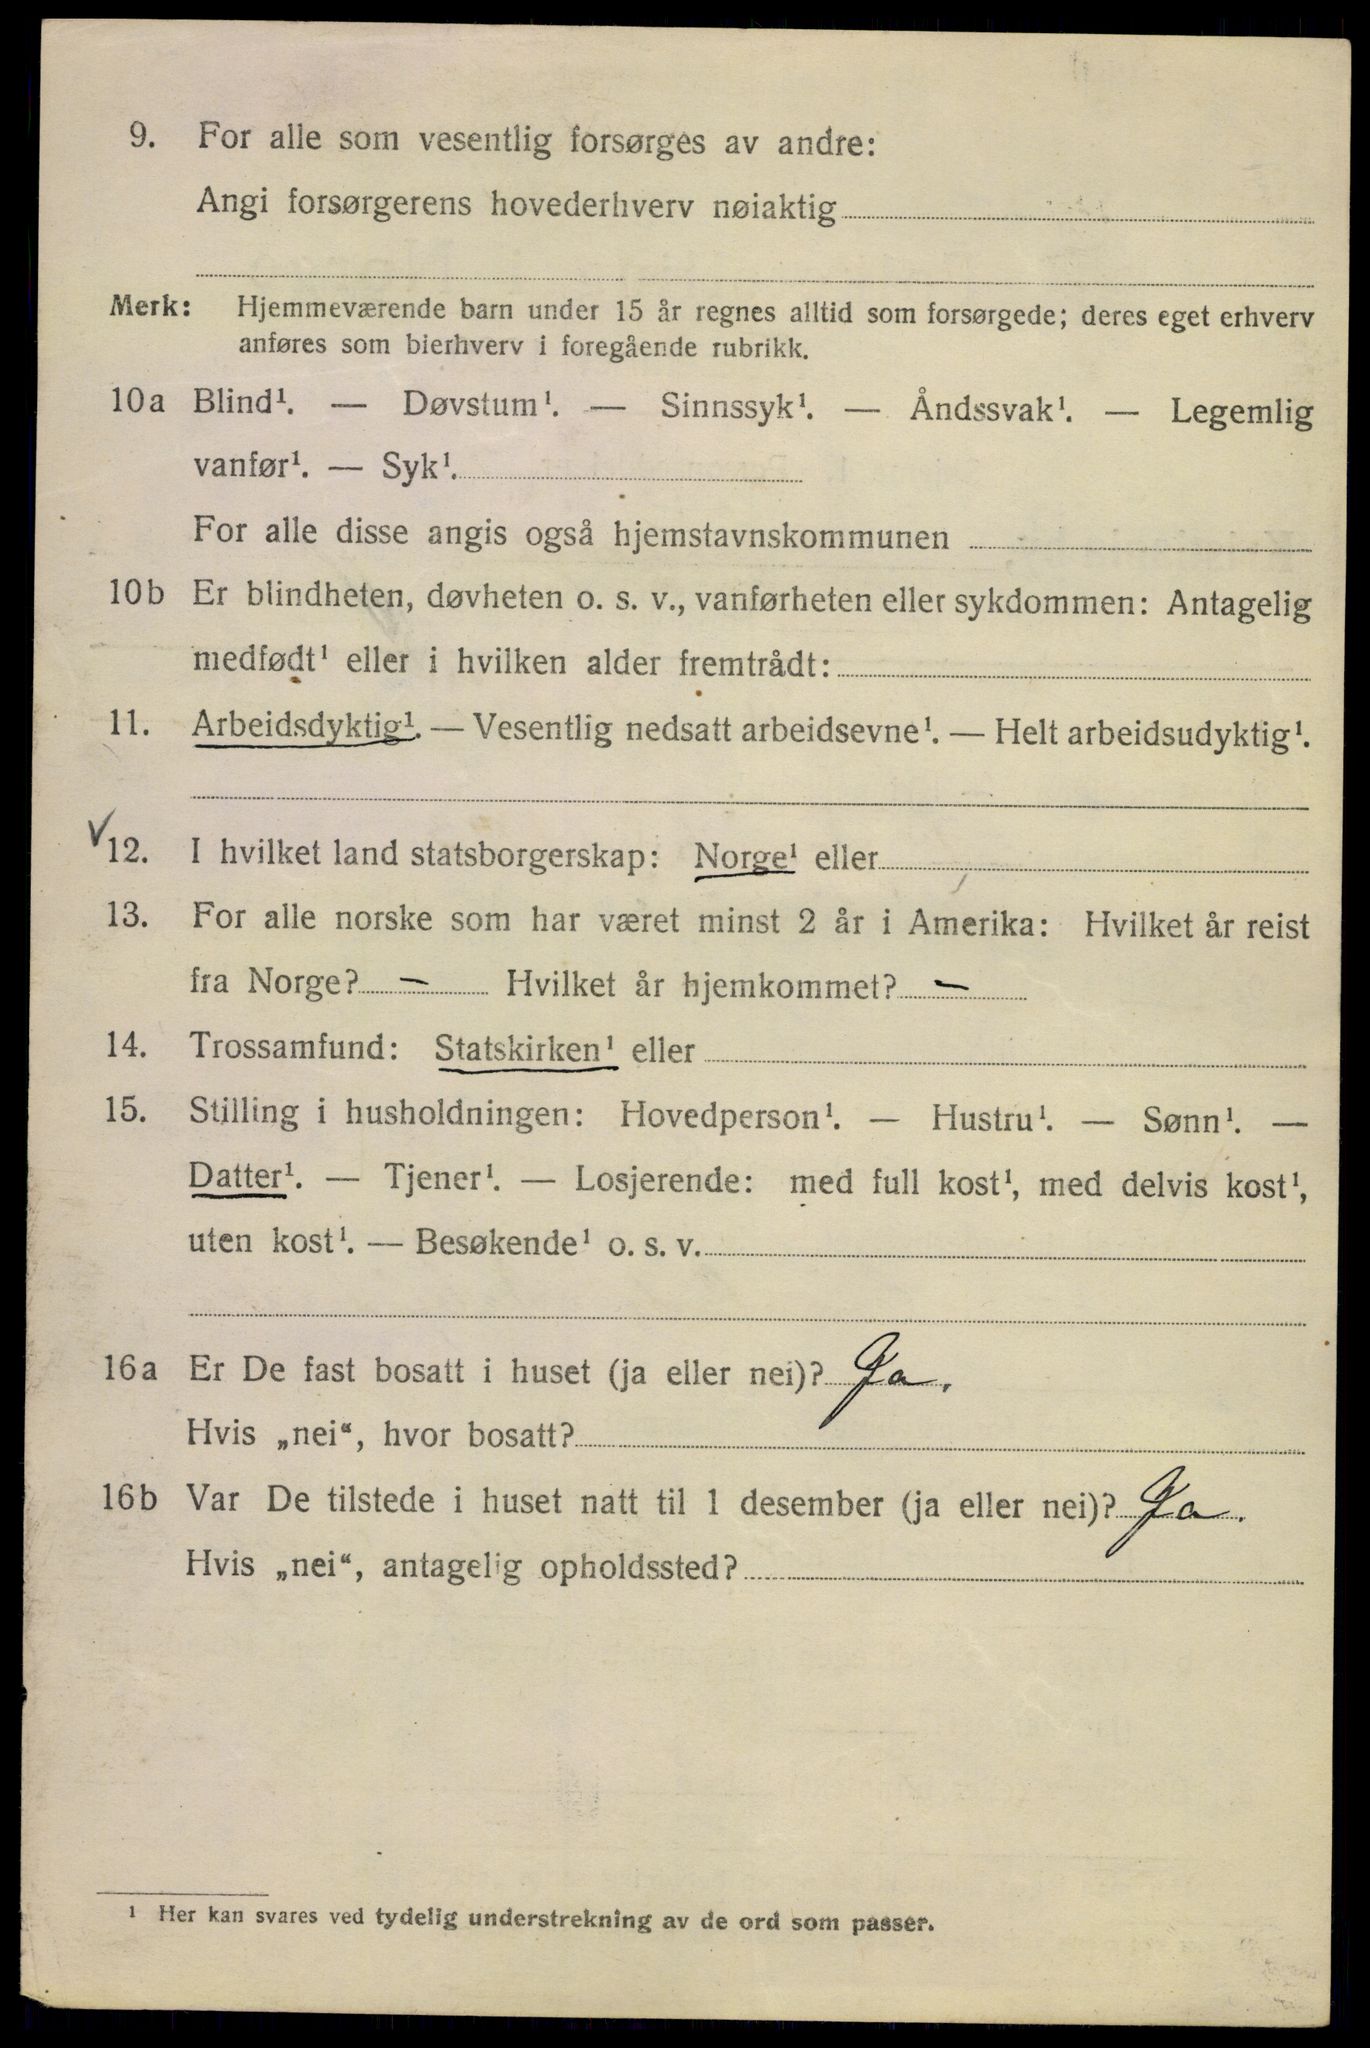 9. For alle som vesentlig forsørges av andre:
Angi forsørgerens hovederhverv nøiaktig
Merk: Hjemmeværende barn under 15 år regnes alltid som forsørgede; deres eget erhverv
anføres som bierhverv i foregående rubrikk.
10a Blind¹. — Døvstum¹. — Sinnssyk¹. — Åndssvak¹. — Legemlig
vanfør¹. — Syk¹.
For alle disse angis også hjemstavnskommunen
10b Er blindheten, døvheten o. s. v., vanførheten eller sykdommen: Antagelig
medfødt¹ eller i hvilken alder fremtrådt:
11. Arbeidsdyktig¹. — Vesentlig nedsatt arbeidsevne¹. — Helt arbeidsudyktig¹.
V 12. I hvilket land statsborgerskap: Norge¹ eller
13. For alle norske som har været minst 2 år i Amerika: Hvilket år reist
fra Norge? — Hvilket år hjemkommet? —
14. Trossamfund: Statskirken¹ eller
15. Stilling i husholdningen: Hovedperson¹. — Hustru¹. — Sønn¹. —
Datter¹. — Tjener¹. — Losjerende: med full kost¹, med delvis kost¹,
uten kost¹. — Besøkende¹ o. s. v.
16a Er De fast bosatt i huset (ja eller nei)? Ja.
Hvis „nei“, hvor bosatt?
16b Var De tilstede i huset natt til 1 desember (ja eller nei)? Ja.
Hvis „nei“, antagelig opholdssted?
¹ Her kan svares ved tydelig understrekning av de ord som passer.